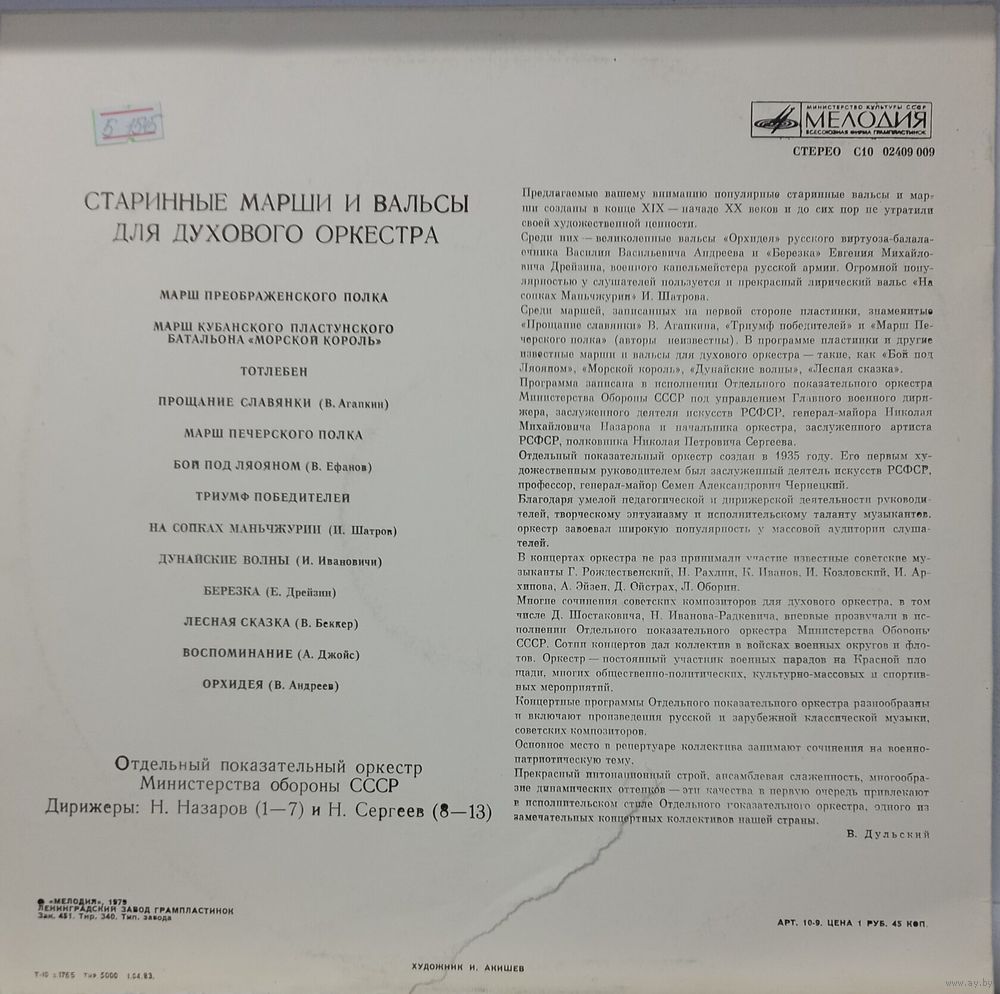 5 1515
МИНИСТЕРСТВО КУЛЬТУРЫ СССР
МЕЛОДИЯ
ВСЕСОЮЗНАЯ ФИРМА ГРАМПЛАСТИНОК
СТЕРЕО С10 02409 009
СТАРИННЫЕ МАРШИ И ВАЛЬСЫ
ДЛЯ ДУХОВОГО ОРКЕСТРА
МАРШ ПРЕОБРАЖЕНСКОГО ПОЛКА
МАРШ КУБАНСКОГО ПЛАСТУНСКОГО
БАТАЛЬОНА «МОРСКОЙ КОРОЛЬ»
ТОТЛЕБЕН
ПРОЩАНИЕ СЛАВЯНКИ (В. Агапкин)
МАРШ ПЕЧЕРСКОГО ПОЛКА
БОЙ ПОД ЛЯОЯНОМ (В. Ефанов)
ТРИУМФ ПОБЕДИТЕЛЕЙ
НА СОПКАХ МАНЬЧЖУРИИ (И. Шатров)
ДУНАЙСКИЕ ВОЛНЫ (И. Ивановичи)
БЕРЕЗКА (Е. Дрейзин)
ЛЕСНАЯ СКАЗКА (В. Беккер)
ВОСПОМИНАНИЕ (А. Джойс)
ОРХИДЕЯ (В. Андреев)
Отдельный показательный оркестр
Министерства обороны СССР
Дирижеры: Н. Назаров (1—7) и Н. Сергеев (8—13)
Предлагаемые вашему вниманию популярные старинные вальсы и мар-
ши созданы в конце XIX — начале XX веков и до сих пор не утратили
своей художественной ценности.
Среди них — великолепные вальсы «Орхидея» русского виртуоза-балала-
ечника Василия Васильевича Андреева и «Березка» Евгения Михайло-
вича Дрейзина, военного капельмейстера русской армии. Огромной попу-
лярностью у слушателей пользуется и прекрасный лирический вальс «На
сопках Маньчжурии» И. Шатрова.
Среди маршей, записанных на первой стороне пластинки, знаменитые
«Прощание славянки» В. Агапкина, «Триумф победителей» и «Марш Пе-
черского полка» (авторы неизвестны). В программе пластинки и другие
известные марши и вальсы для духового оркестра — такие, как «Бой под
Ляояном», «Морской король», «Дунайские волны», «Лесная сказка».
Программа записана в исполнении Отдельного показательного оркестра
Министерства Обороны СССР под управлением Главного военного дири-
жера, заслуженного деятеля искусств РСФСР, генерал-майора Николая
Михайловича Назарова и начальника оркестра, заслуженного артиста
РСФСР, полковника Николая Петровича Сергеева.
Отдельный показательный оркестр создан в 1935 году. Его первым ху-
дожественным руководителем был заслуженный деятель искусств РСФСР,
профессор, генерал-майор Семен Александрович Чернецкий.
Благодаря умелой педагогической и дирижерской деятельности руководи-
телей, творческому энтузиазму и исполнительскому таланту музыкантов,
оркестр завоевал широкую популярность у массовой аудитории слуша-
телей.
В концертах оркестра не раз принимали участие известные советские му-
зыканты Г. Рождественский, Н. Рахлин, К. Иванов, И. Козловский, И. Ар-
хипова, А. Эйзен, Д. Ойстрах, Л. Оборин.
Многие сочинения советских композиторов для духового оркестра, в том
числе Д. Шостаковича, Н. Иванова-Радкевича, впервые прозвучали в ис-
полнении Отдельного показательного оркестра Министерства Обороны
СССР. Сотни концертов дал коллектив в войсках военных округов и фло-
тов. Оркестр — постоянный участник военных парадов на Красной пло
щади, многих общественно-политических, культурно-массовых и спортив-
ных мероприятий.
Концертные программы Отдельного показательного оркестра разнообразны
и включают произведения русской и зарубежной классической музыки,
советских композиторов.
Основное место в репертуаре коллектива занимают сочинения на военно-
патриотическую тему.
Прекрасный интонационный строй, ансамблевая слаженность, многообра-
зие динамических оттенков — эти качества в первую очередь привлекают
в исполнительском стиле Отдельного показательного оркестра, одного из
замечательных концертных коллективов нашей страны.
В. Дульский
«МЕЛОДИЯ», 1979
ЛЕНИНГРАДСКИЙ ЗАВОД ГРАМПЛАСТИНОК
Зак. 451. Тир. 340. Тип. завода
АРТ. 10-9. ЦЕНА 1 РУБ. 45 КОП.
ХУДОЖНИК И. АКИШЕВ
Т-10 з.1765 Тир 5000 1.04.83.
www.ay.by